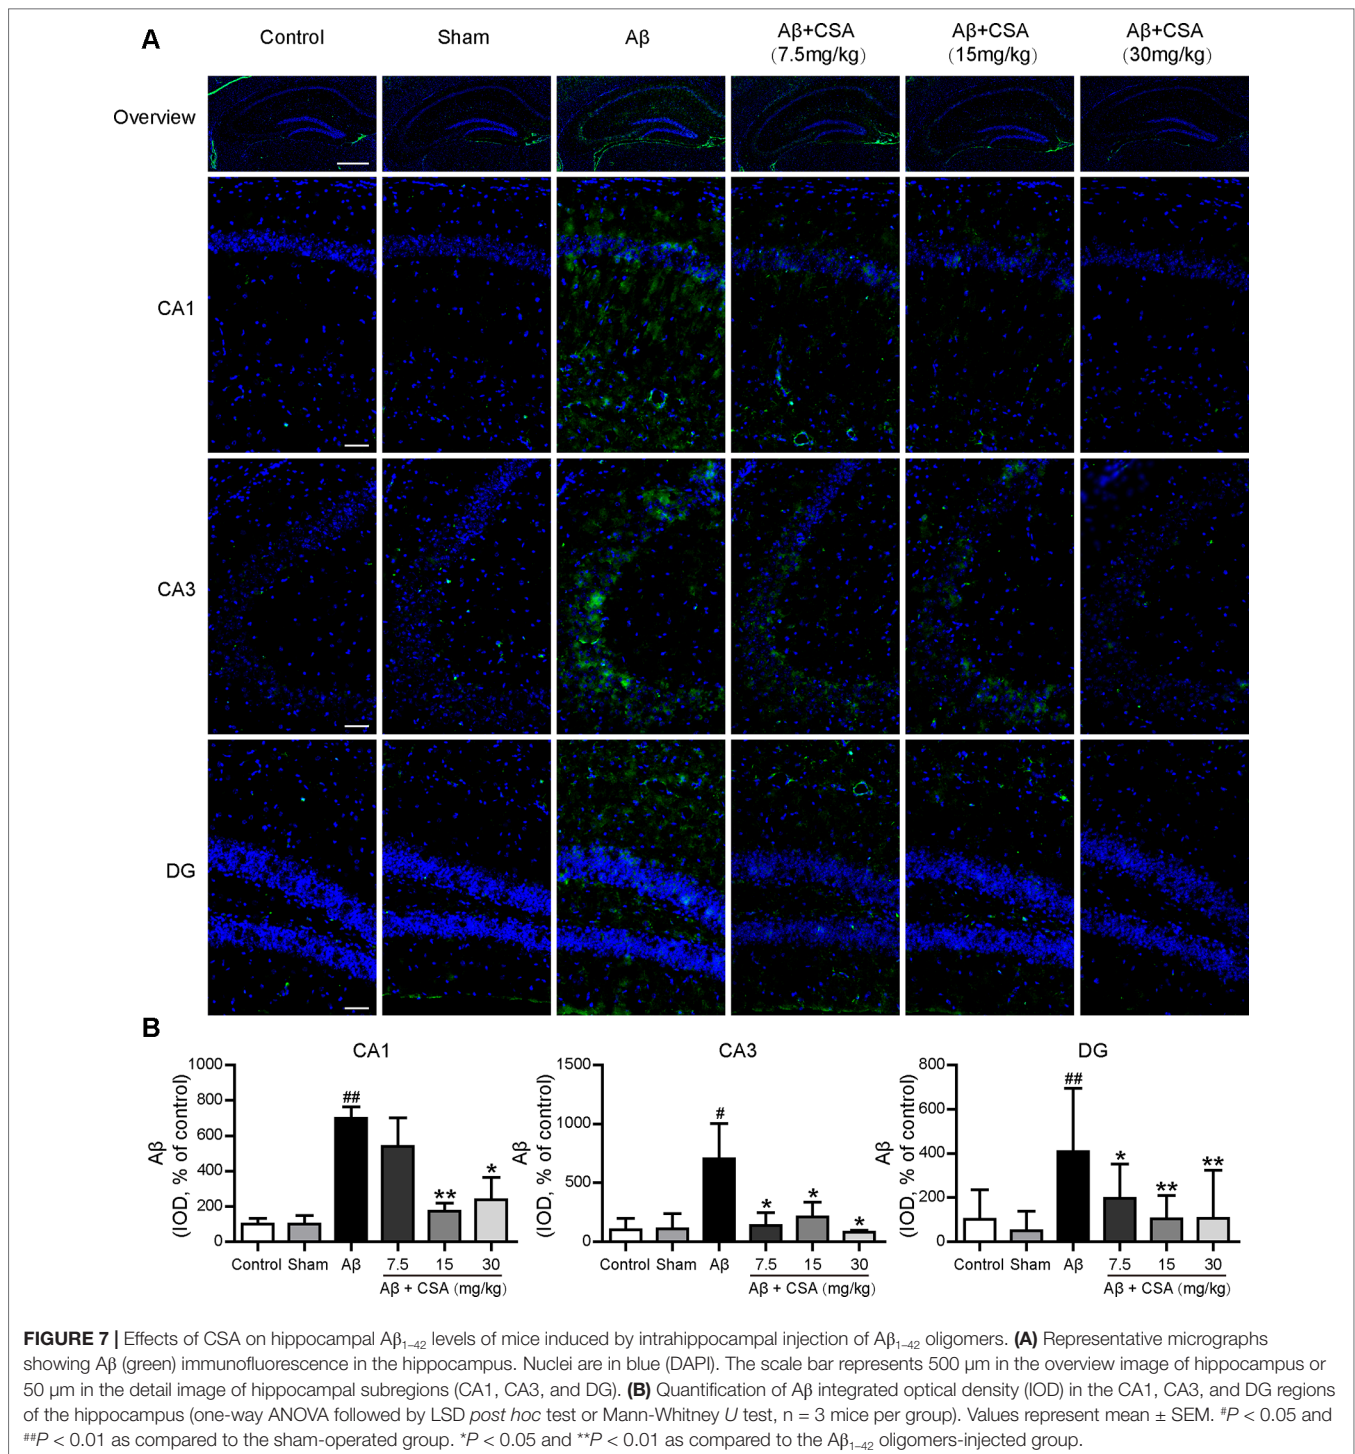 A
Control Sham Aβ Aβ+CSA (7.5mg/kg) Aβ+CSA (15mg/kg) Aβ+CSA (30mg/kg)
Overview
CA1
CA3
DG
B
CA1
Aβ
(IOD, % of control)
1000
800
600
400
200
0
##
**
*
Control Sham Aβ 7.5 15 30
Aβ + CSA (mg/kg)
CA3
Aβ
(IOD, % of control)
1500
1000
500
0
#
*
*
*
Control Sham Aβ 7.5 15 30
Aβ + CSA (mg/kg)
DG
Aβ
(IOD, % of control)
800
600
400
200
0
##
*
**
**
Control Sham Aβ 7.5 15 30
Aβ + CSA (mg/kg)
FIGURE 7 | Effects of CSA on hippocampal Aβ₁₋₄₂ levels of mice induced by intrahippocampal injection of Aβ₁₋₄₂ oligomers. (A) Representative micrographs
showing Aβ (green) immunofluorescence in the hippocampus. Nuclei are in blue (DAPI). The scale bar represents 500 μm in the overview image of hippocampus or
50 μm in the detail image of hippocampal subregions (CA1, CA3, and DG). (B) Quantification of Aβ integrated optical density (IOD) in the CA1, CA3, and DG regions
of the hippocampus (one-way ANOVA followed by LSD post hoc test or Mann-Whitney U test, n = 3 mice per group). Values represent mean ± SEM. #P < 0.05 and
##P < 0.01 as compared to the sham-operated group. *P < 0.05 and **P < 0.01 as compared to the Aβ₁₋₄₂ oligomers-injected group.